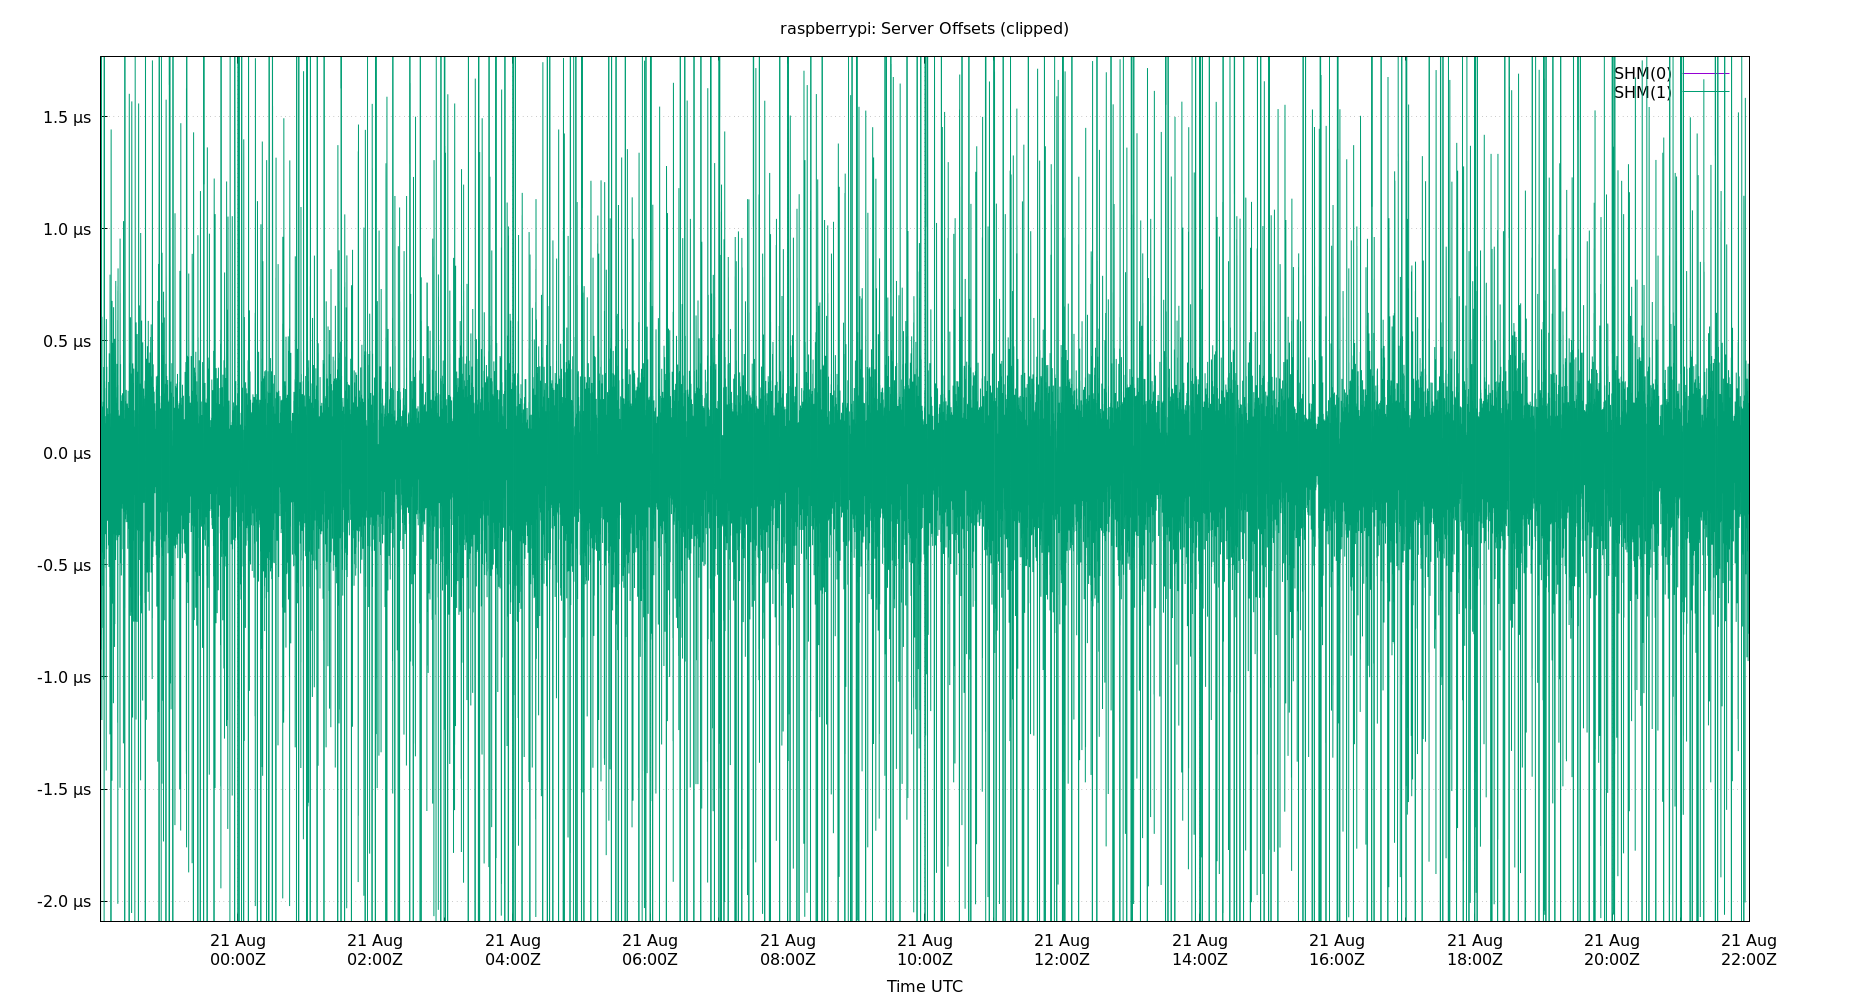 raspberrypi: Server Offsets (clipped)
SHM(0)
SHM(1)
1.5 µs
1.0 µs
0.5 µs
0.0 µs
-0.5 µs
-1.0 µs
-1.5 µs
-2.0 µs
21 Aug 21 Aug 21 Aug 21 Aug 21 Aug 21 Aug 21 Aug 21 Aug 21 Aug 21 Aug 21 Aug 21 Aug
00:00Z 02:00Z 04:00Z 06:00Z 08:00Z 10:00Z 12:00Z 14:00Z 16:00Z 18:00Z 20:00Z 22:00Z
Time UTC